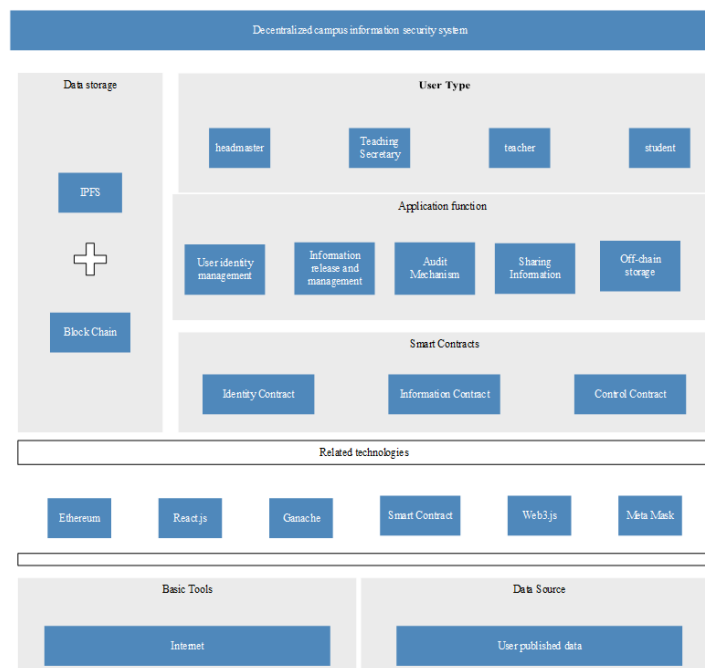 Decentralized campus information security system
Data storage
IPFS
Block Chain
User Type
headmaster
Teaching
Secretary
teacher
student
Application function
User identity
management
Information
release and
management
Audit
Mechanism
Sharing
Information
Off-chain
storage
Smart Contracts
Identity Contract
Information Contract
Control Contract
Related technologies
Ethereum
React.js
Ganache
Smart Contract
Web3.js
Meta Mask
Basic Tools
Internet
Data Source
User published data